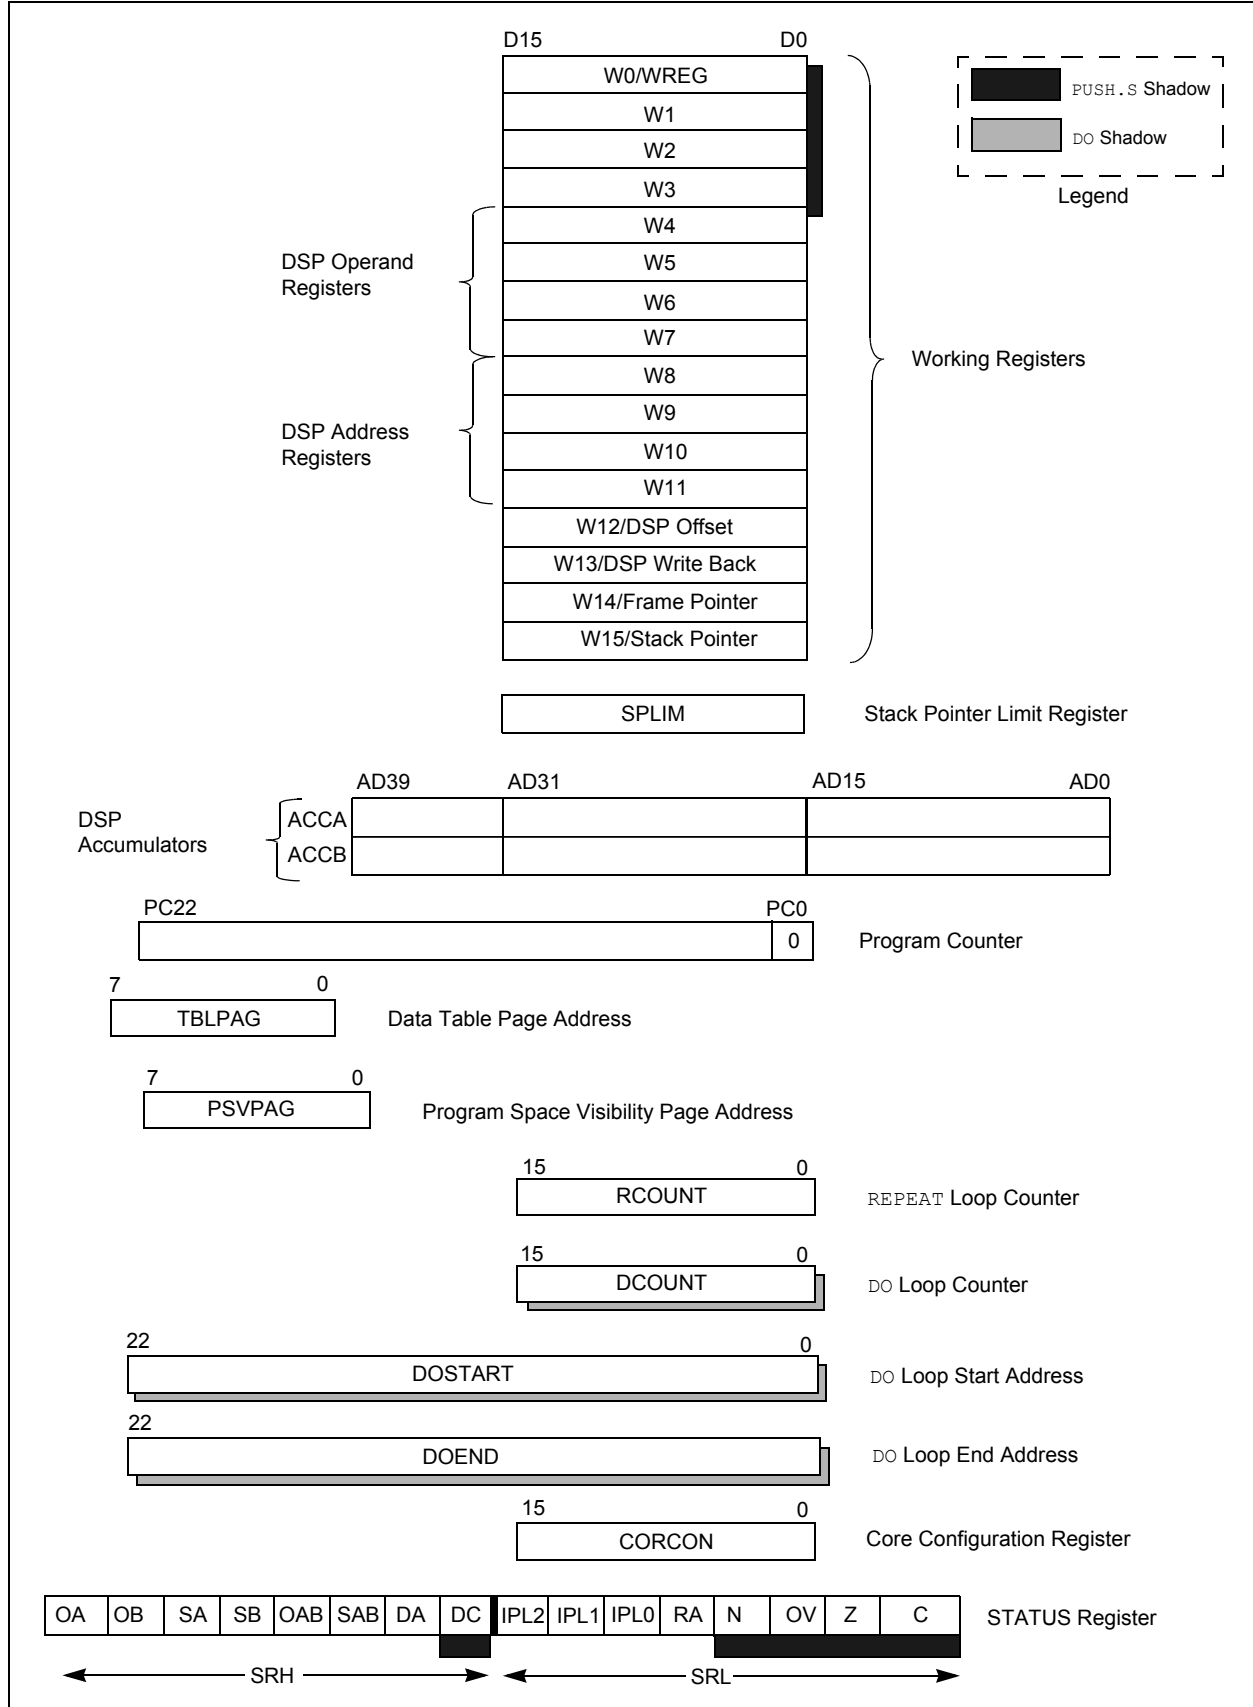 D15 D0
W0/WREG
W1
W2
W3
W4
W5
W6
W7
W8
W9
W10
W11
W12/DSP Offset
W13/DSP Write Back
W14/Frame Pointer
W15/Stack Pointer
PUSH.S Shadow
DO Shadow
Legend
DSP Operand
Registers
DSP Address
Registers
Working Registers
SPLIM Stack Pointer Limit Register
AD39 AD31 AD15 AD0
DSP
Accumulators
ACCA
ACCB
PC22 PC0
0 Program Counter
7 0
TBLPAG Data Table Page Address
7 0
PSVPAG Program Space Visibility Page Address
15 0
RCOUNT REPEAT Loop Counter
15 0
DCOUNT DO Loop Counter
22 0
DOSTART DO Loop Start Address
22
DOEND DO Loop End Address
15 0
CORCON Core Configuration Register
OA OB SA SB OAB SAB DA DC IPL2 IPL1 IPL0 RA N OV Z C STATUS Register
SRH SRL